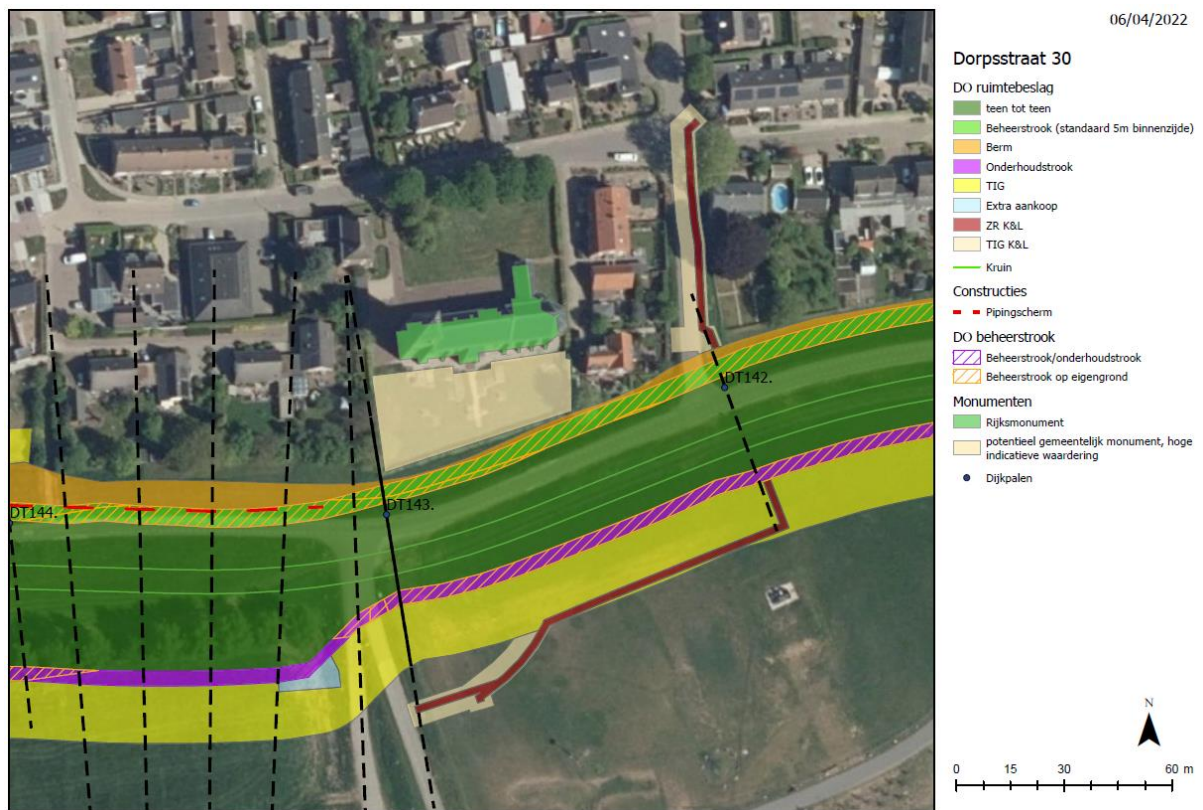 06/04/2022
Dorpsstraat 30
DO ruimtebeslag
teen tot teen
Beheerstrook (standaard 5m binnenzijde)
Berm
Onderhoudstrook
TIG
Extra aankoop
ZR K&L
TIG K&L
Kruin
Constructies
Pipingscherm
DO beheerstrook
Beheerstrook/onderhoudstrook
Beheerstrook op eigengrond
Monumenten
Rijksmonument
potentieel gemeentelijk monument, hoge
indicatieve waardering
Dijkpalen
DT142.
DT143.
DT144.
N
0 15 30 60 m